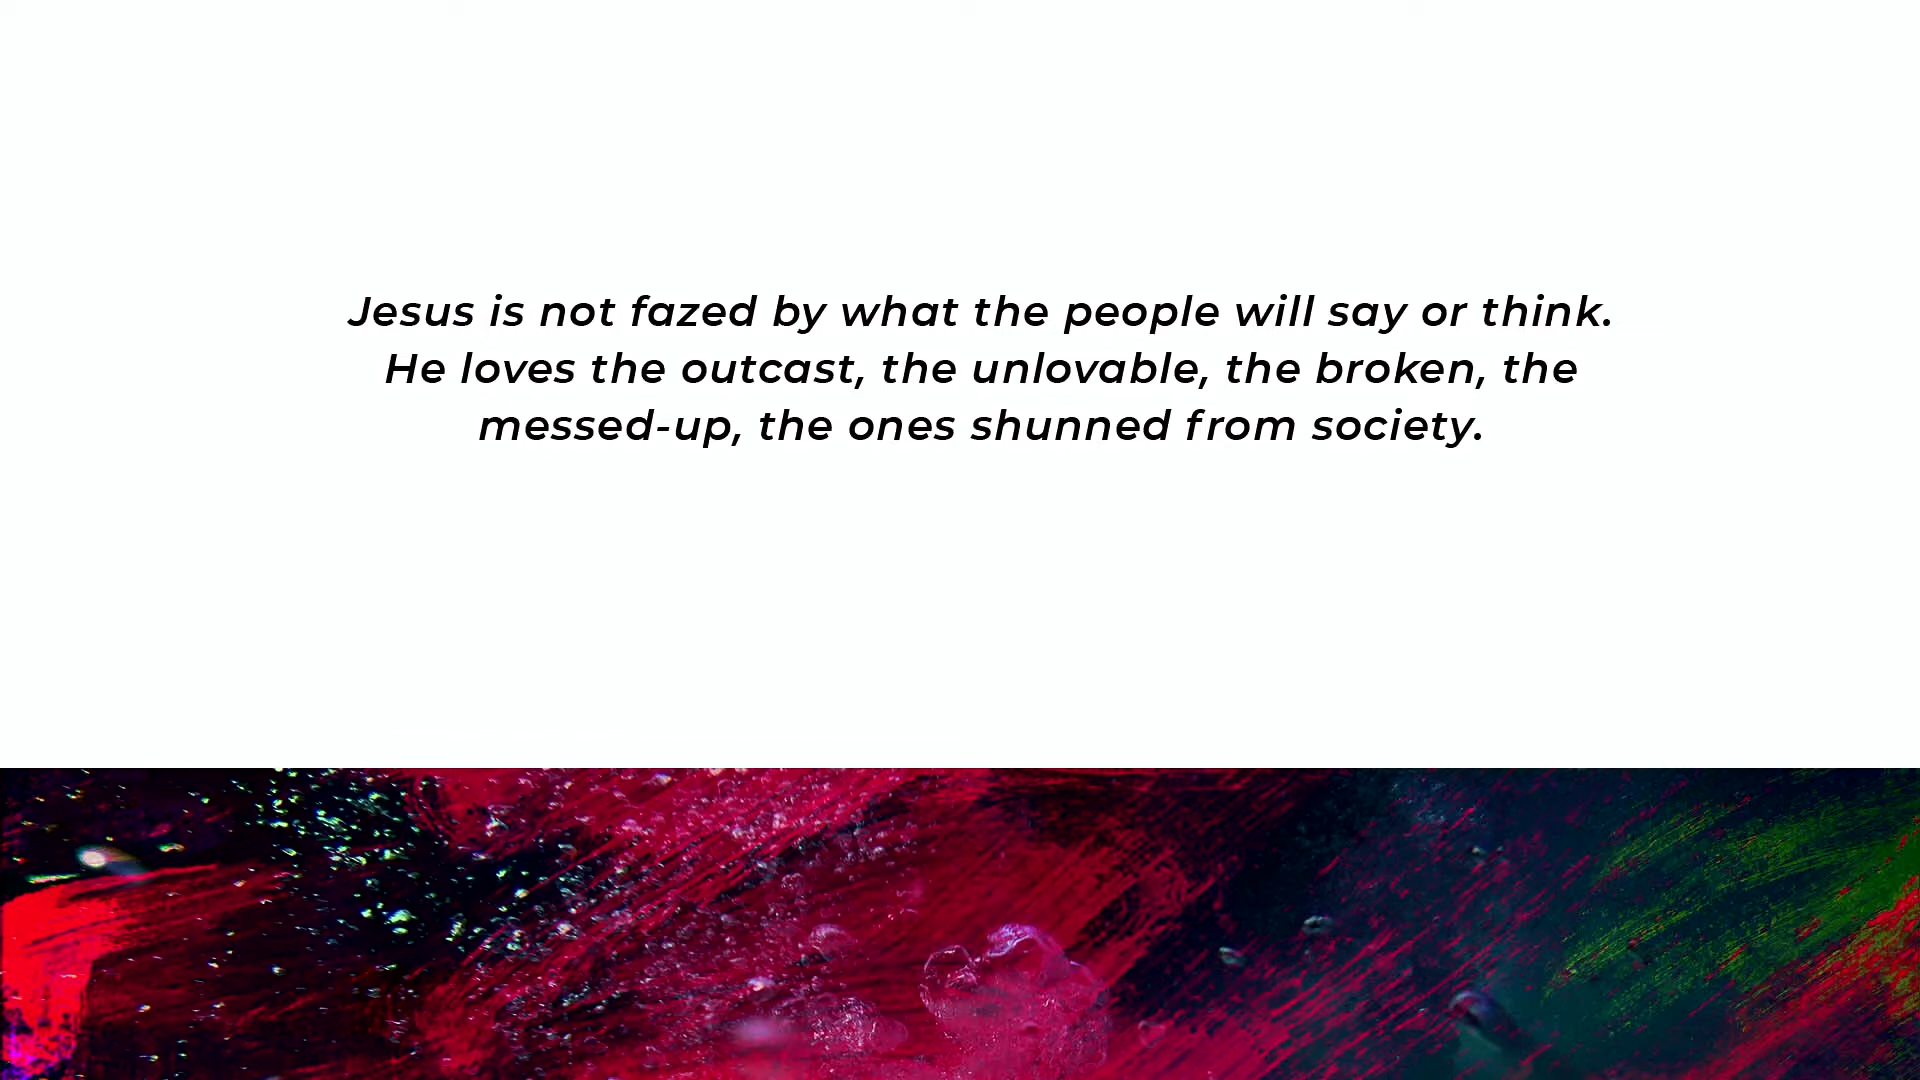 Jesus is not fazed by what the people will say or think.
He loves the outcast, the unlovable, the broken, the
messed-up, the ones shunned from society.